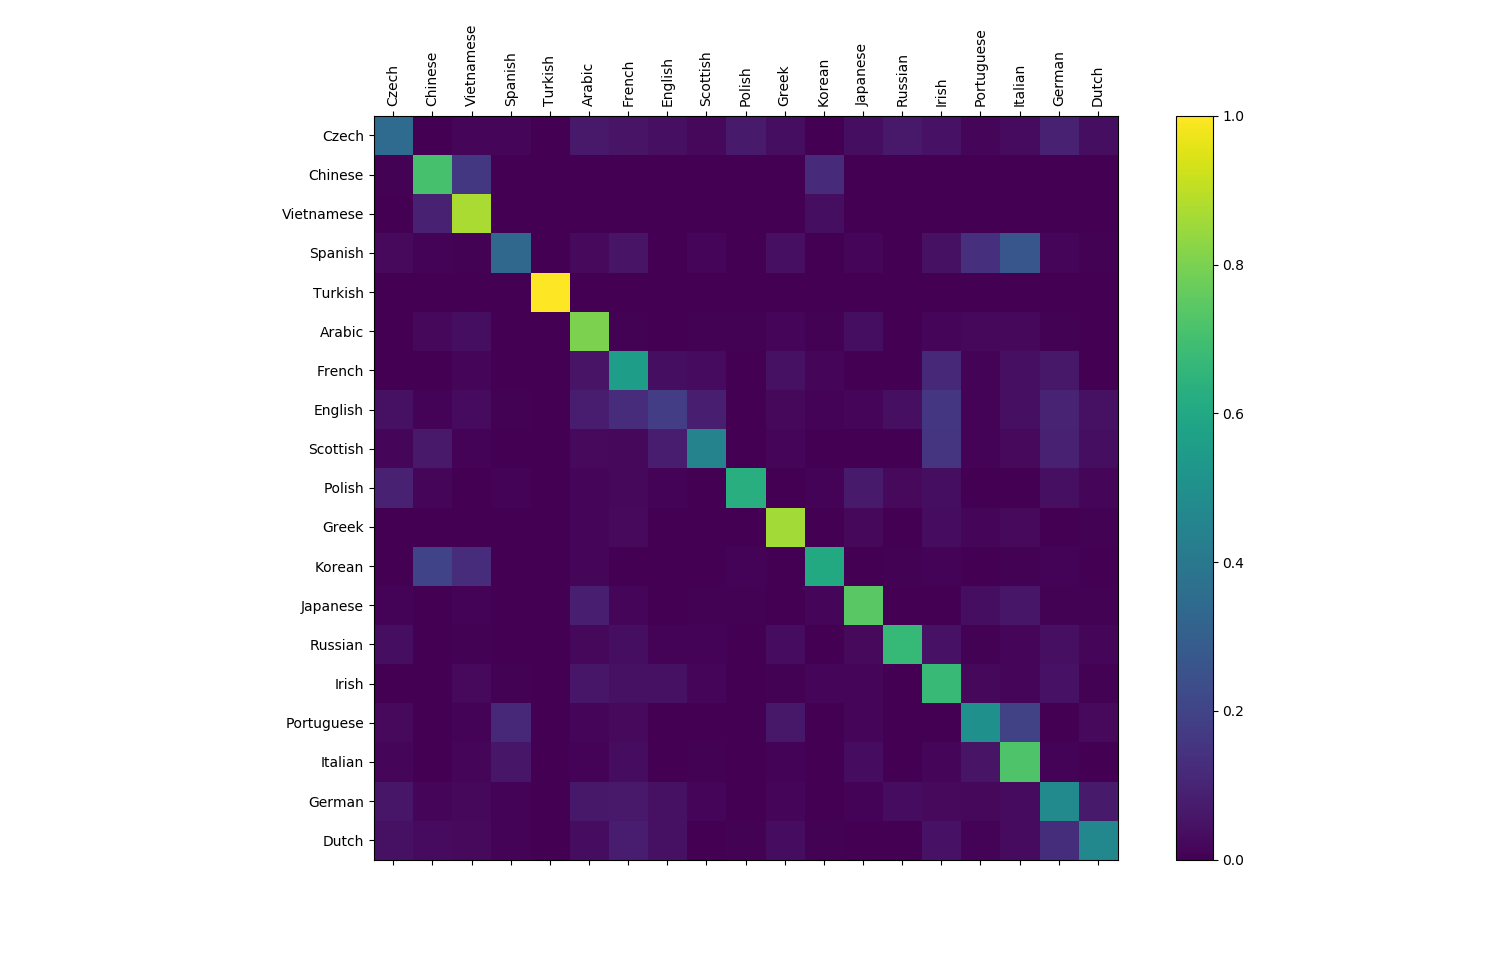 Czech
Chinese
Vietnamese
Spanish
Turkish
Arabic
French
English
Scottish
Polish
Greek
Korean
Japanese
Russian
Irish
Portuguese
Italian
German
Dutch
Czech
Chinese
Vietnamese
Spanish
Turkish
Arabic
French
English
Scottish
Polish
Greek
Korean
Japanese
Russian
Irish
Portuguese
Italian
German
Dutch
1.0
0.8
0.6
0.4
0.2
0.0